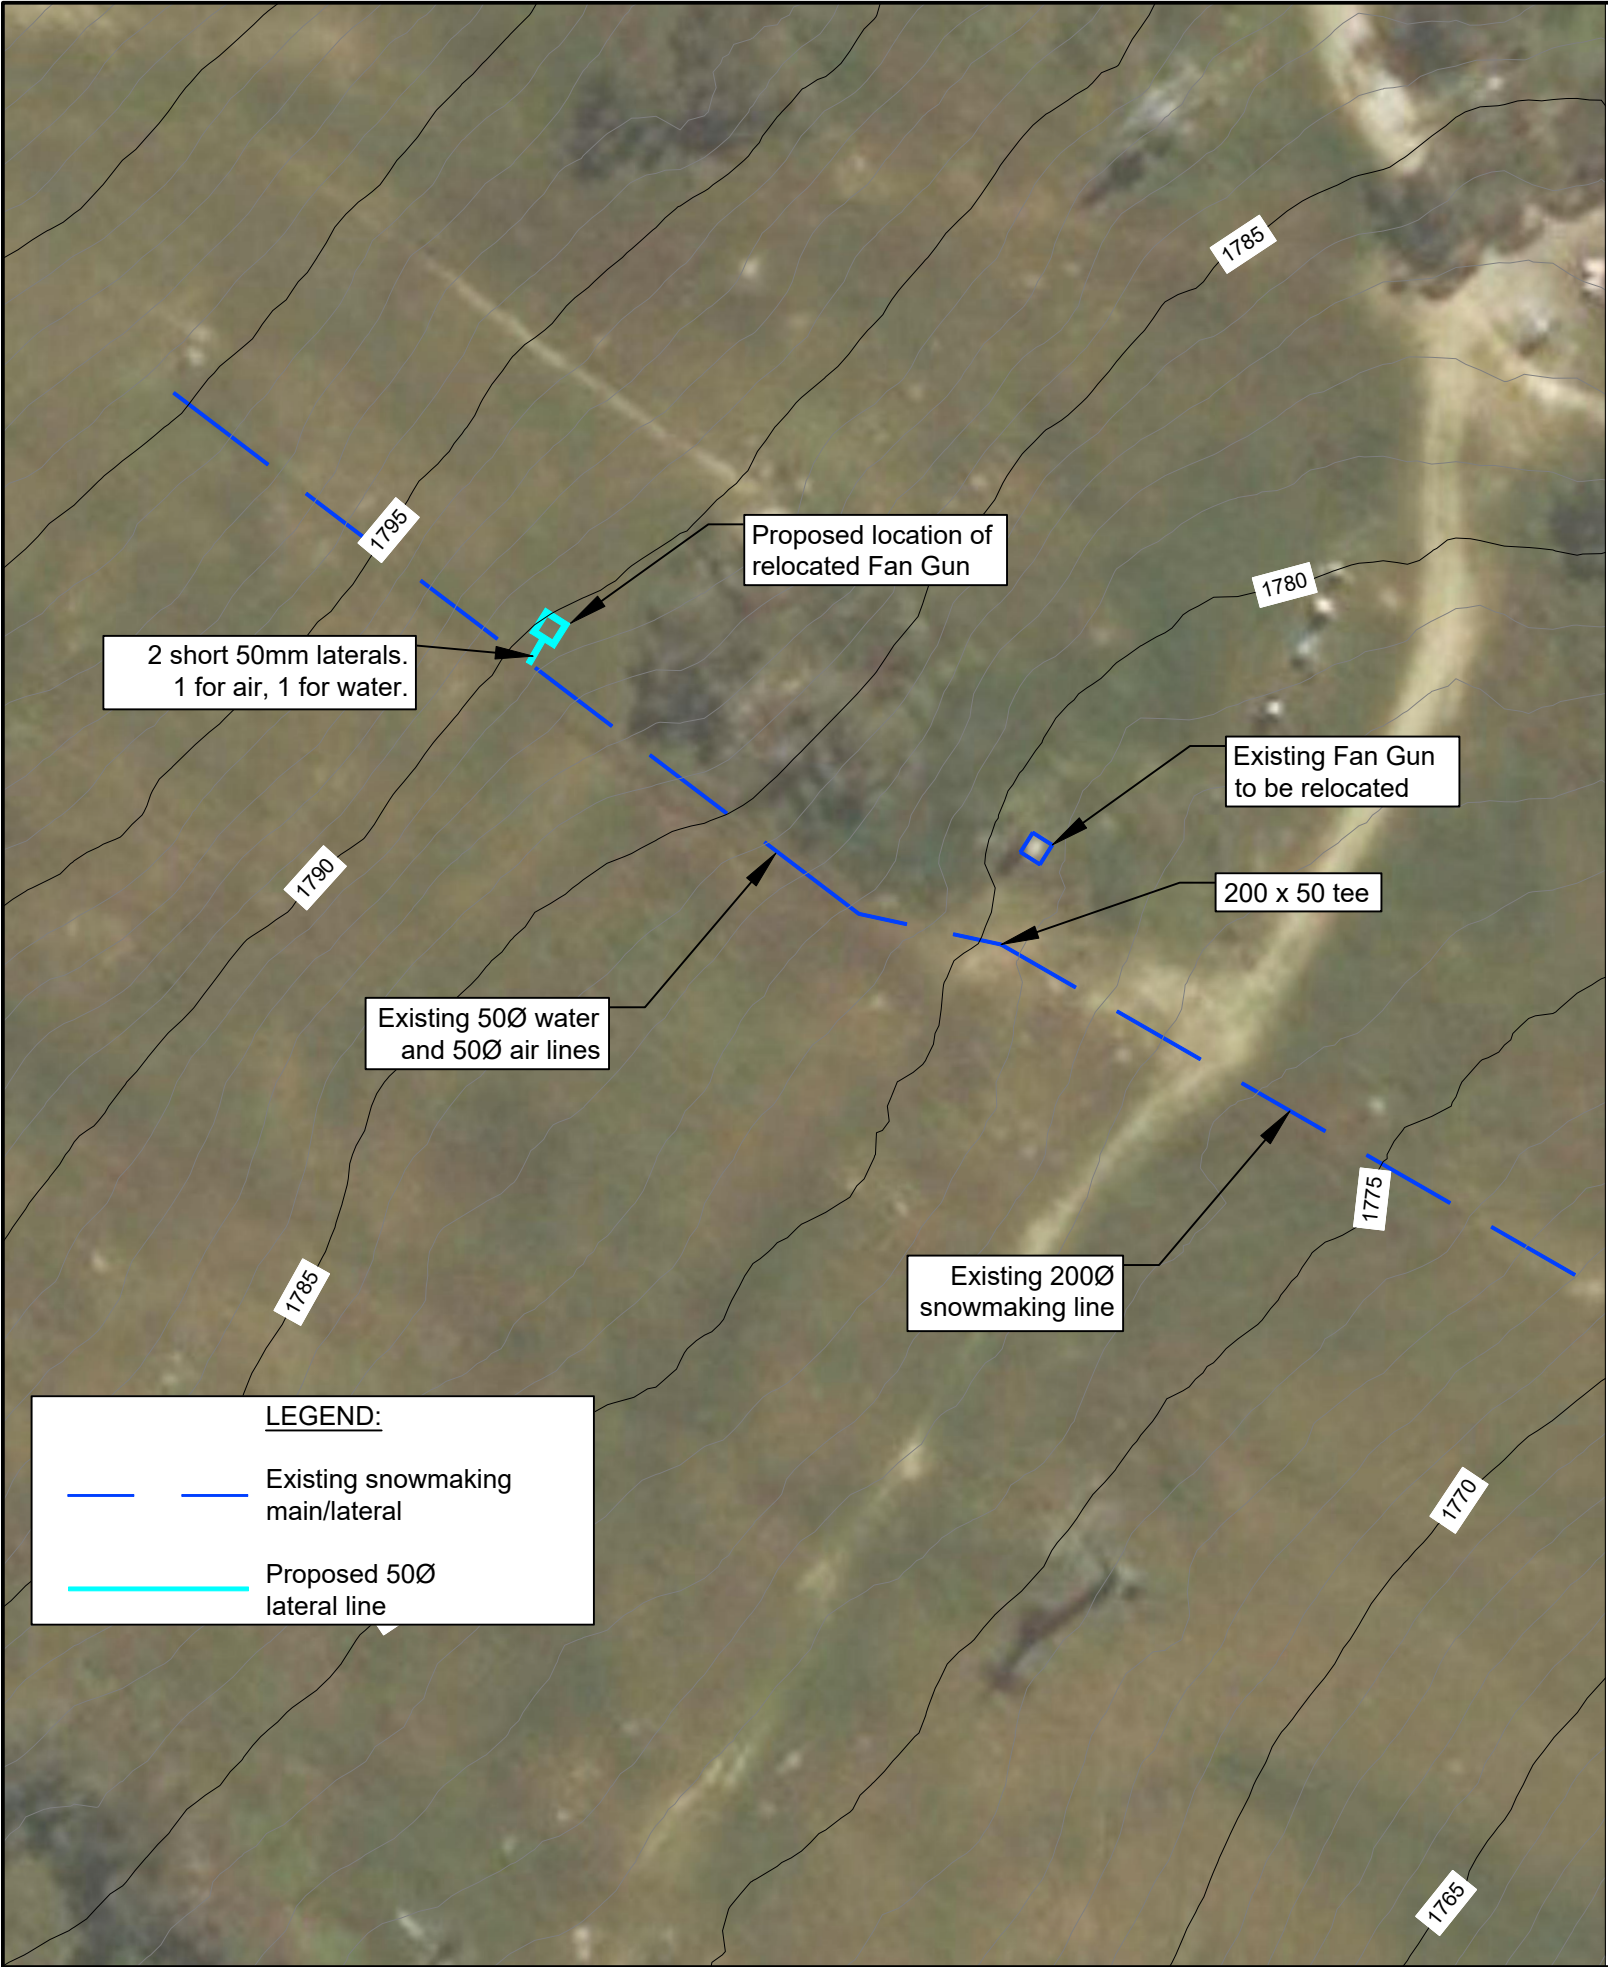 1785
1795
Proposed location of
relocated Fan Gun
1780
2 short 50mm laterals.
1 for air, 1 for water.
Existing Fan Gun
to be relocated
1790
200 x 50 tee
Existing 50Ø water
and 50Ø air lines
1775
Existing 200Ø
snowmaking line
1785
LEGEND:
Existing snowmaking
main/lateral
Proposed 50Ø
lateral line
1770
1765